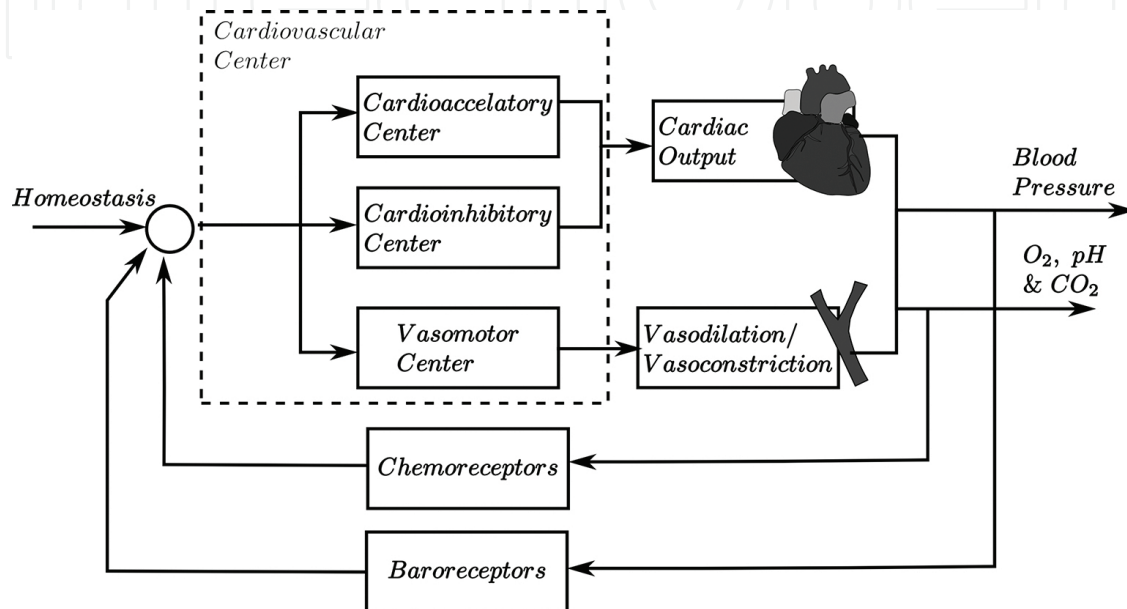 Cardiovascular
Center
Cardioaccelatory
Center
Cardiac
Output
Blood
Pressure
Homeostasis
Cardioinhibitory
Center
O₂, pH
& CO₂
Vasomotor
Center
Vasodilation/
Vasoconstriction
Chemoreceptors
Baroreceptors